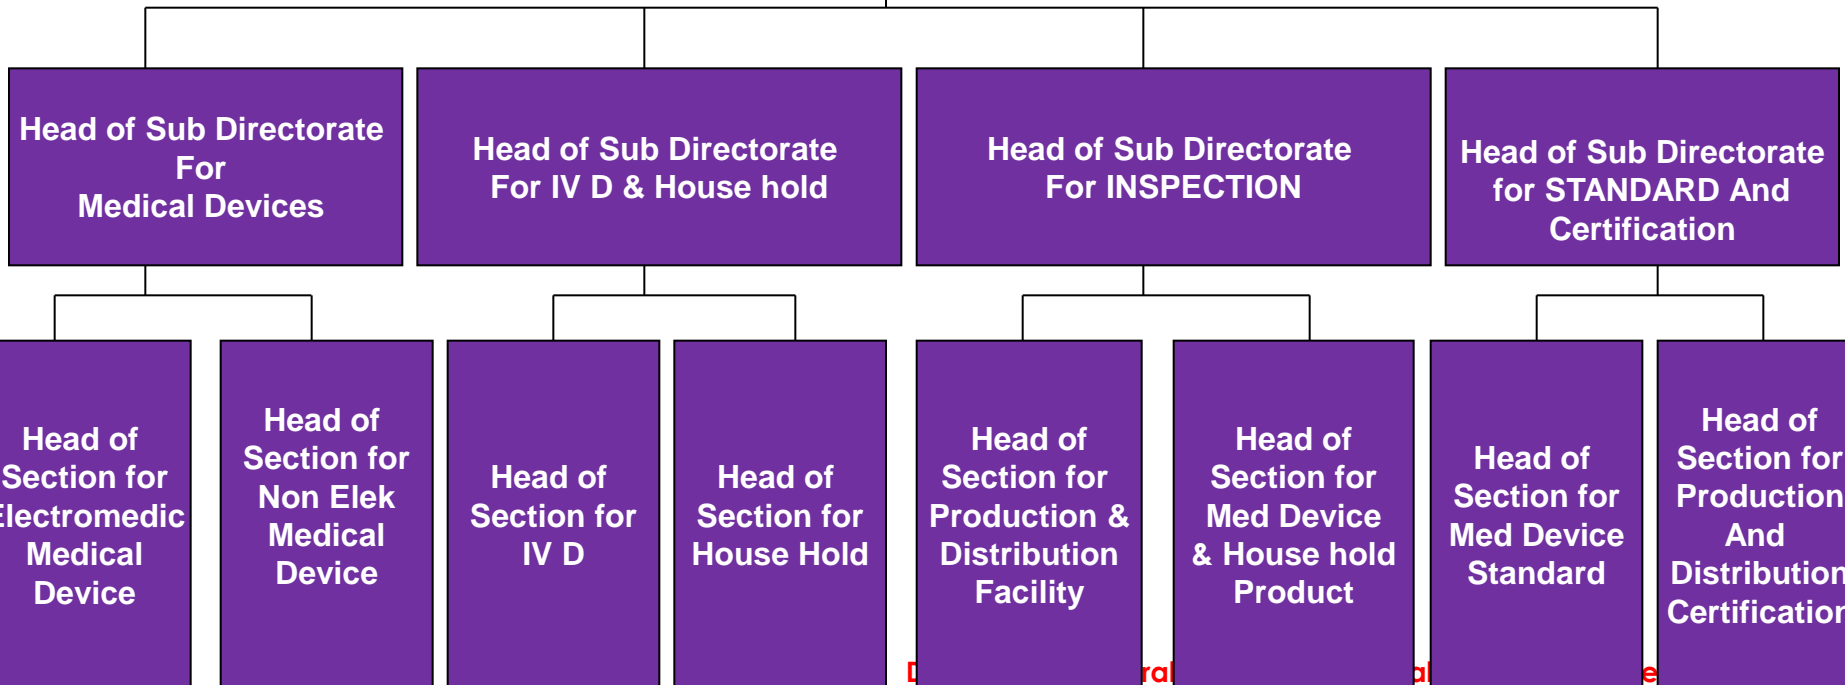 Head of Sub Directorate
For
Medical Devices
Head of Sub Directorate
For IV D & House hold
Head of Sub Directorate
For INSPECTION
Head of Sub Directorate
for STANDARD And
Certification
Head of
Section for
Electromedic
Medical
Device
Head of
Section for
Non Elek
Medical
Device
Head of
Section for
IV D
Head of
Section for
House Hold
Head of
Section for
Production &
Distribution
Facility
Head of
Section for
Med Device
& House hold
Product
Head of
Section for
Med Device
Standard
Head of
Section for
Production
And
Distribution
Certification